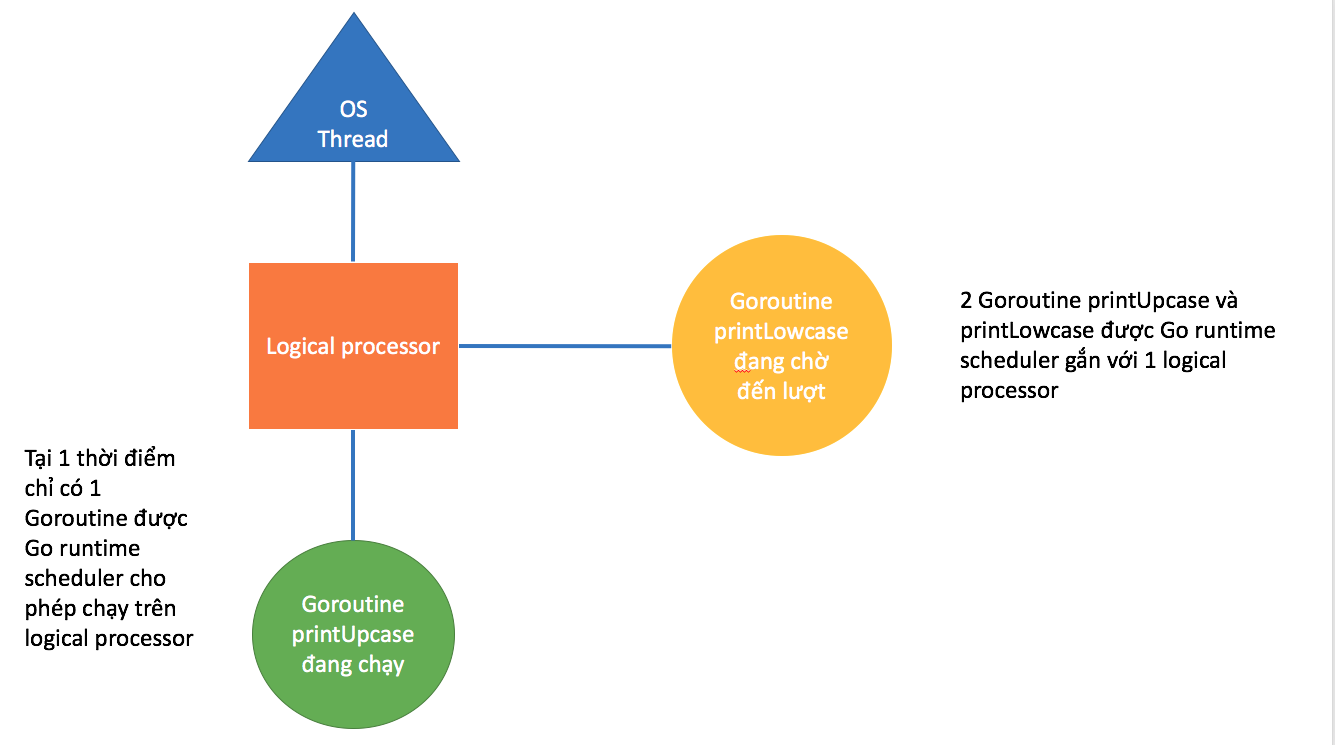 OS
Thread
Logical processor
Goroutine
printLowcase
đang chờ
đến lượt
2 Goroutine printUpcase và
printLowcase được Go runtime
scheduler gắn với 1 logical
processor
Tại 1 thời điểm
chỉ có 1
Goroutine được
Go runtime
scheduler cho
phép chạy trên
logical processor
Goroutine
printUpcase
đang chạy